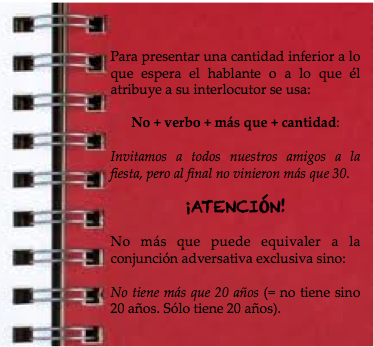 Para presentar una cantidad inferior a lo
que espera el hablante o a lo que él
atribuye a su interlocutor se usa:
No + verbo + más que + cantidad:
Invitamos a todos nuestros amigos a la
fiesta, pero al final no vinieron más que 30.
¡ATENCIÓN!
No más que puede equivaler a la
conjunción adversativa exclusiva sino:
No tiene más que 20 años (= no tiene sino
20 años. Sólo tiene 20 años).